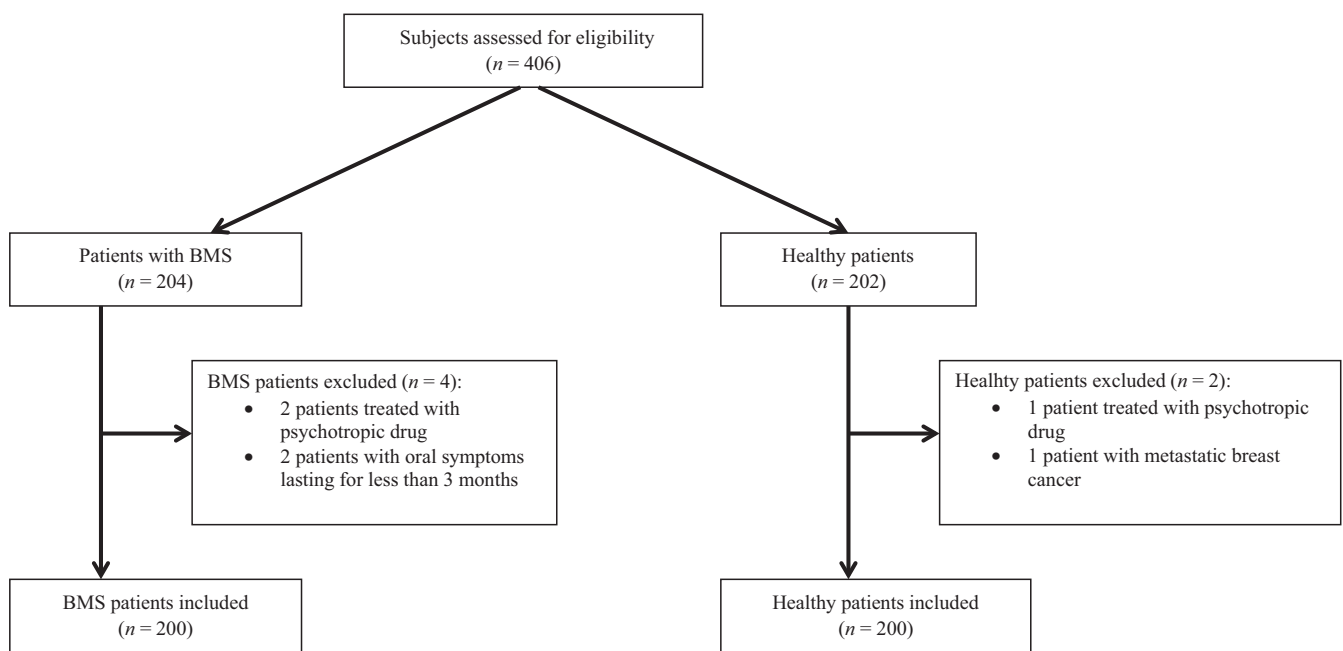 Subjects assessed for eligibility
(n = 406)
Patients with BMS
(n = 204)
Healthy patients
(n = 202)
BMS patients excluded (n = 4):
• 2 patients treated with
psychotropic drug
• 2 patients with oral symptoms
lasting for less than 3 months
Healhty patients excluded (n = 2):
• 1 patient treated with psychotropic
drug
• 1 patient with metastatic breast
cancer
BMS patients included
(n = 200)
Healthy patients included
(n = 200)